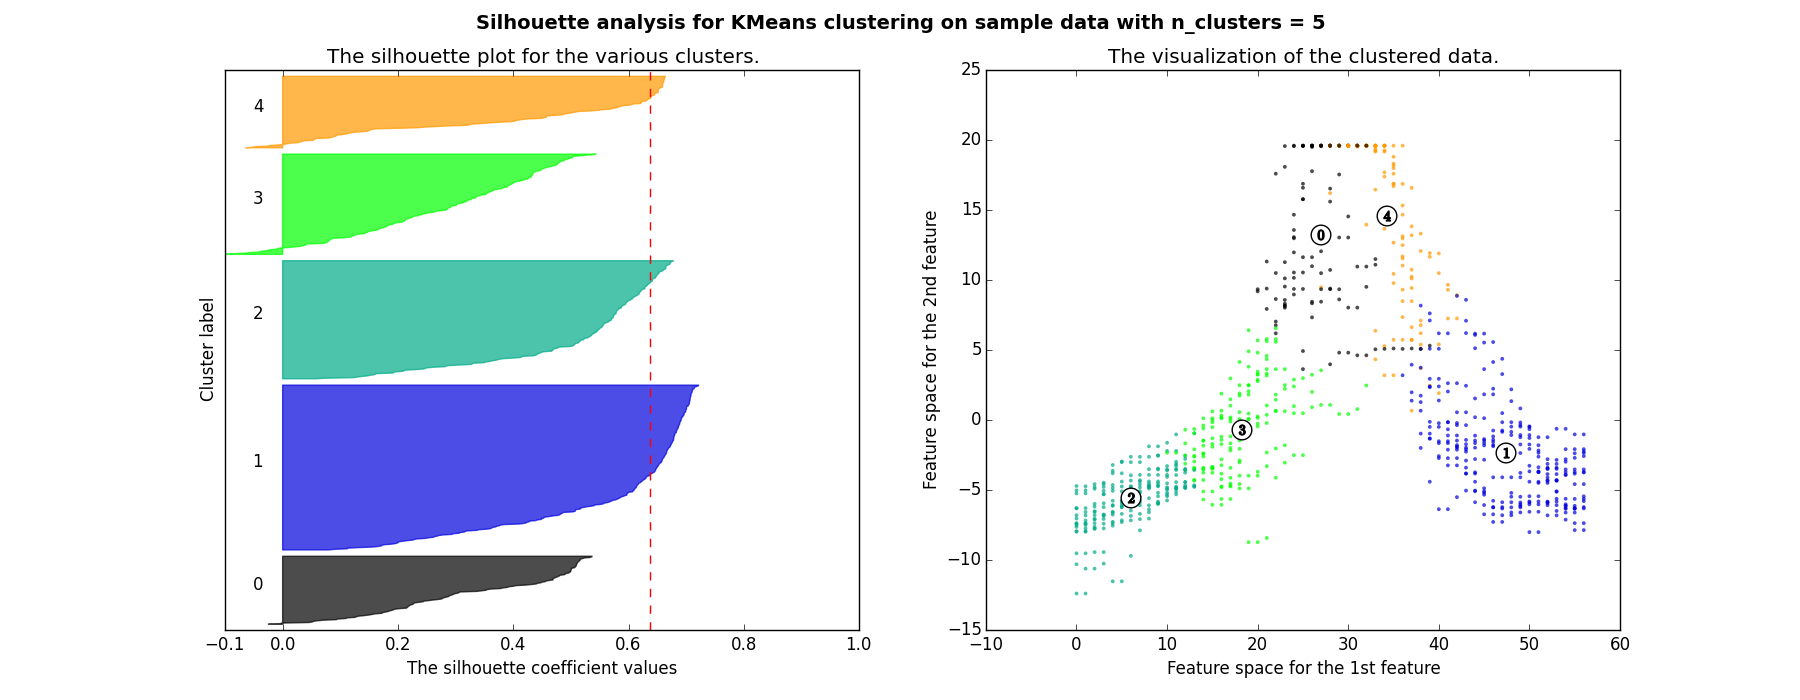 Silhouette analysis for KMeans clustering on sample data with n_clusters = 5
The silhouette plot for the various clusters.
Cluster label
4
3
2
1
0
−0.1 0.0 0.2 0.4 0.6 0.8 1.0
The silhouette coefficient values
The visualization of the clustered data.
Feature space for the 2nd feature
25
20
15
10
5
0
−5
−10
−15
4
0
3
1
2
−10 0 10 20 30 40 50 60
Feature space for the 1st feature